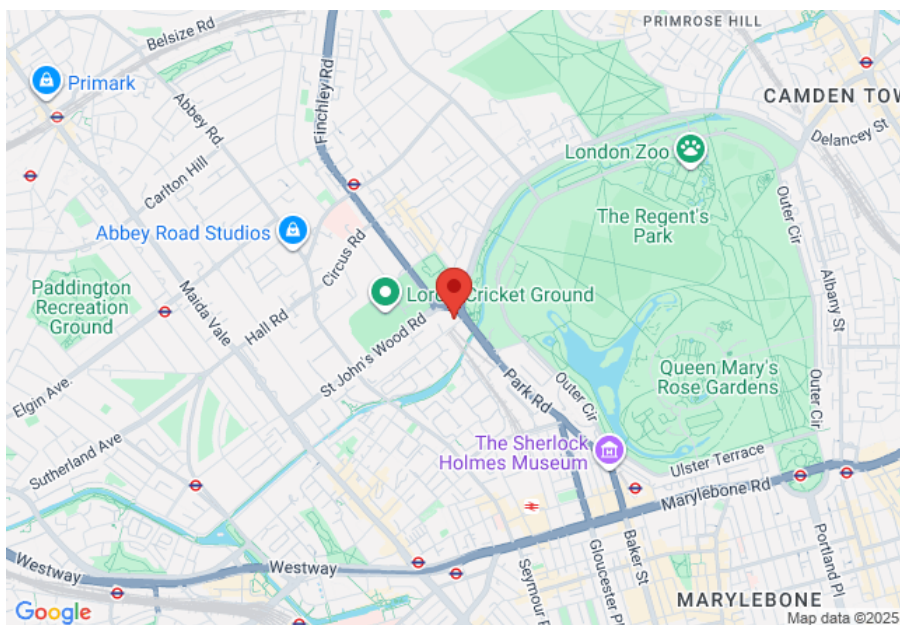 PRIMROSE HILL
Belsize Rd
Primark
Finchley Rd
CAMDEN TOW
Abbey Rd.
Delancey St
London Zoo
Carlton Hill
Outer Cir
The Regent's
Park
Abbey Road Studios
Circus Rd
Albany St
Paddington
Recreation
Ground
Maida Vale
Lord's Cricket Ground
Hall Rd
St John's Wood Rd
Queen Mary's
Rose Gardens
Elgin Ave.
Park Rd
Outer Cir
Outer Cir
Sutherland Ave
The Sherlock
Holmes Museum
Ulster Terrace
Marylebone Rd
Westway
Westway
Seymour
Gloucester Pl
Baker St
Portland Pl
MARYLEBONE
Google
Map data ©2025